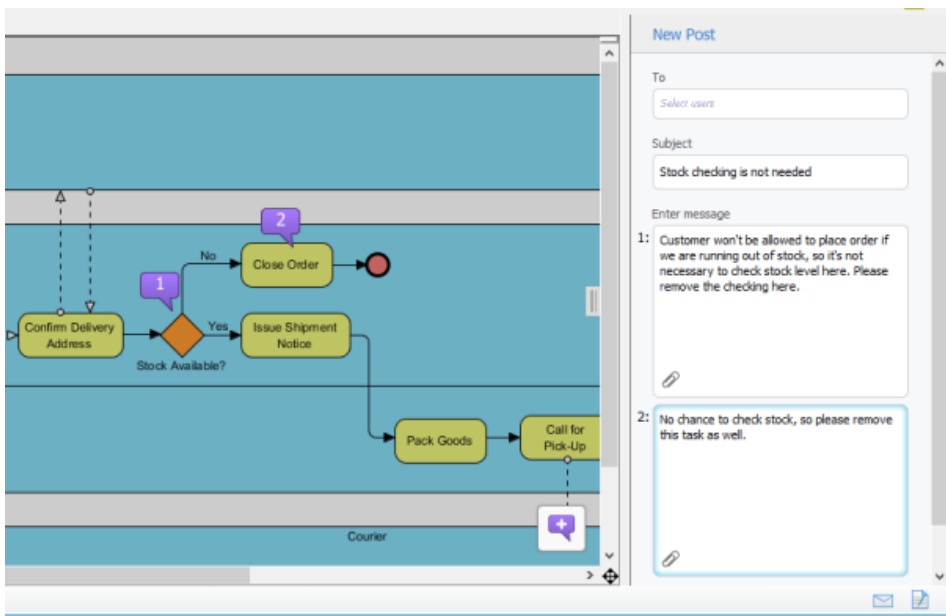 New Post
To
Select users
Subject
Stock checking is not needed
Enter message
1:
Customer won't be allowed to place order if
we are running out of stock, so it's not
necessary to check stock level here. Please
remove the checking here.
2:
No chance to check stock, so please remove
this task as well.
2
No
Close Order
1
Confirm Delivery
Address
Yes
Issue Shipment
Notice
Stock Available?
Pack Goods
Call for
Pick-Up
Courier